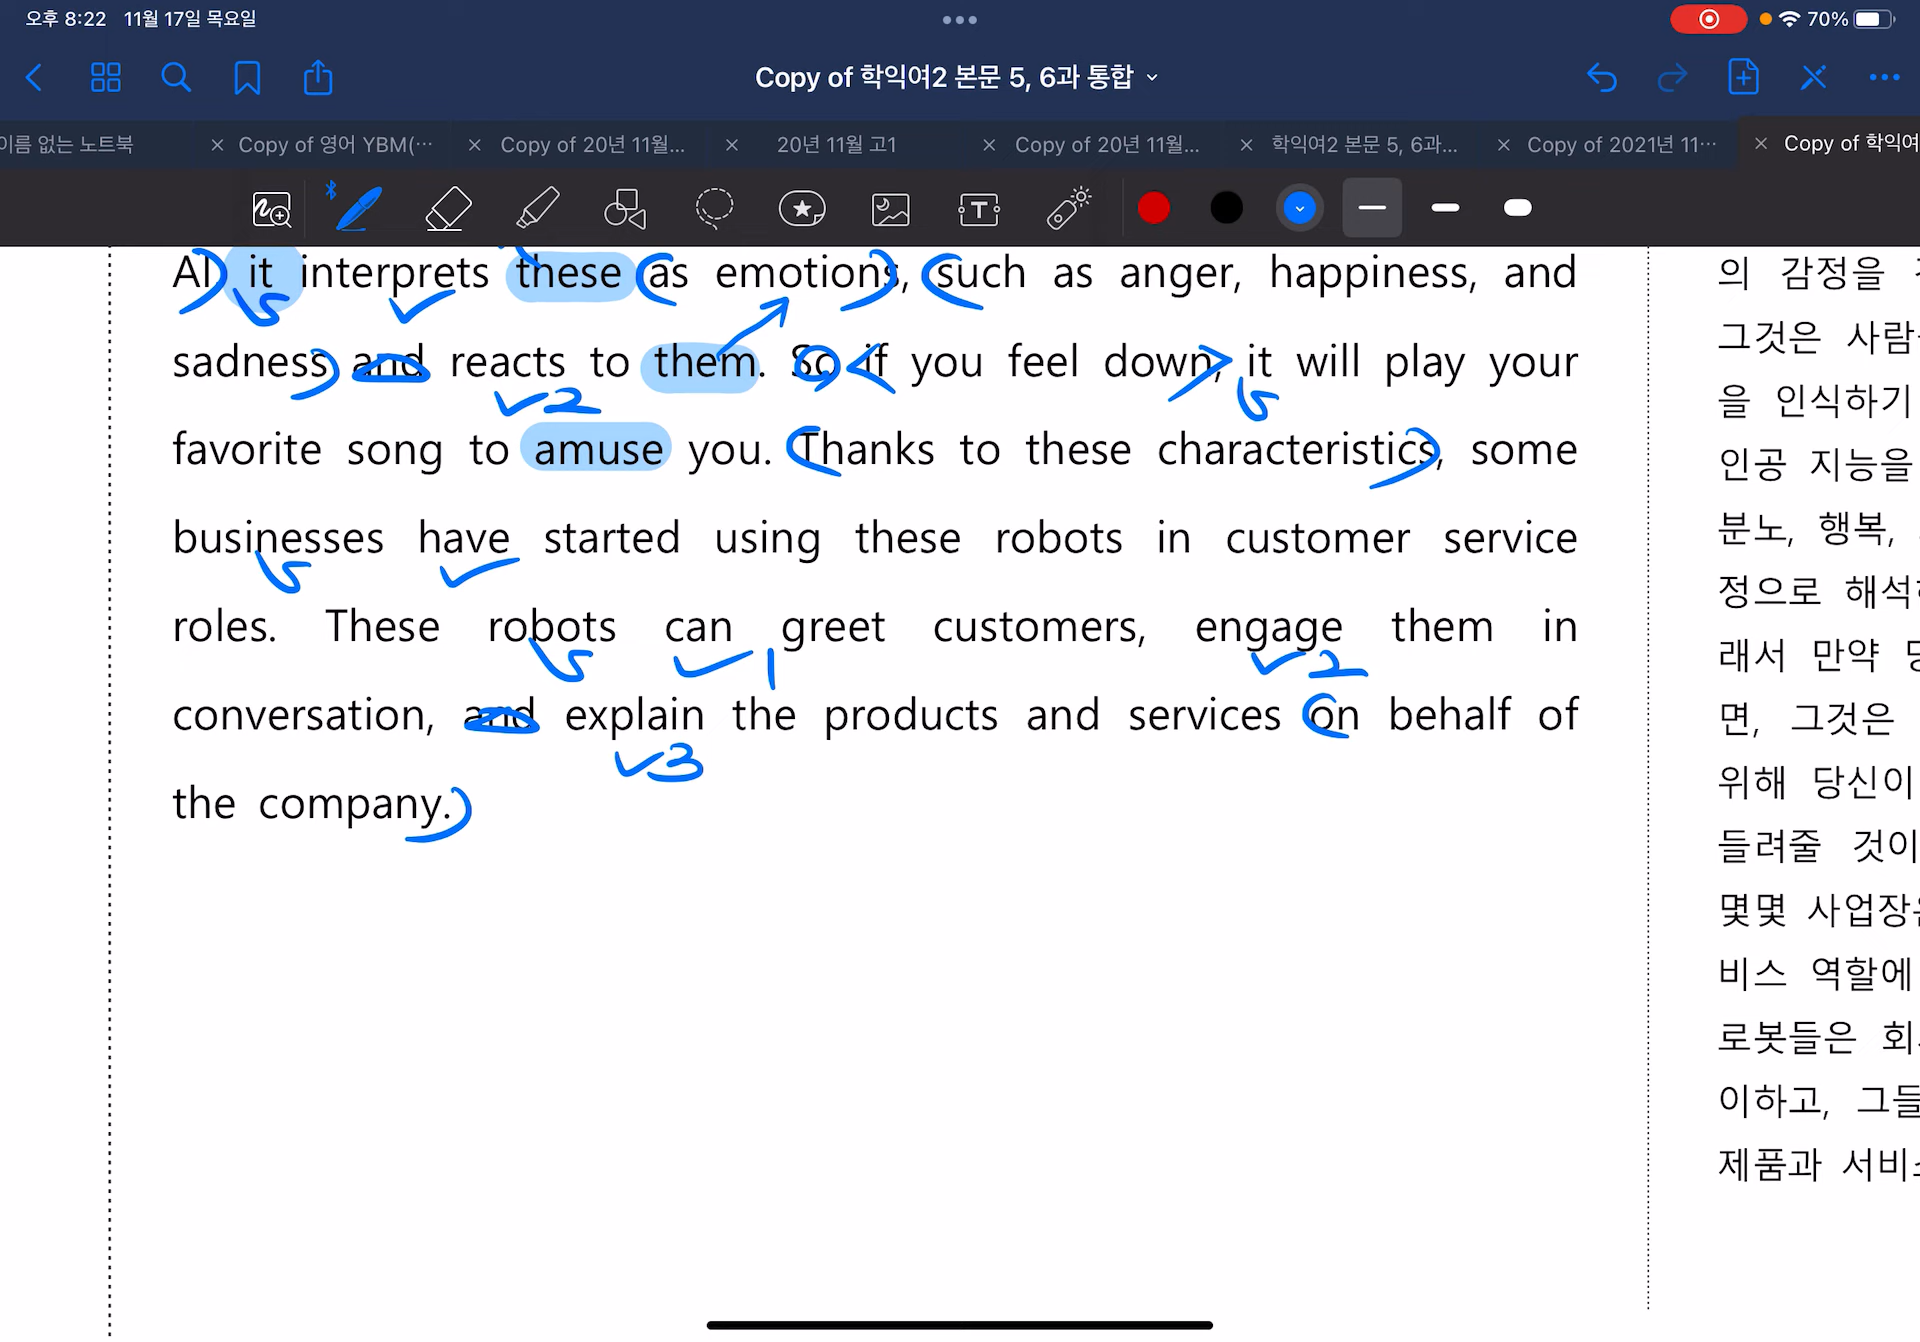 오후 8:22 11월 17일 목요일
70%
Copy of 학익여2 본문 5, 6과 통합
이름 없는 노트북
Copy of 영어 YBM(…
Copy of 20년 11월...
20년 11월 고1
Copy of 20년 11월...
학익여2 본문 5, 6과...
Copy of 2021년 11…
Copy of 학익여
AI it interprets these as emotions, such as anger, happiness, and
sadness and reacts to them. So if you feel down, it will play your
2
favorite song to amuse you. Thanks to these characteristics, some
businesses have started using these robots in customer service
roles. These robots can greet customers, engage them in
1 2
conversation, and explain the products and services on behalf of
3
the company.
의 감정을
그것은 사람
을 인식하기
인공 지능을
분노, 행복,
정으로 해석
래서 만약
면, 그것은
위해 당신이
들려줄 것이
몇몇 사업장은
비스 역할에
로봇들은 회
이하고, 그들
제품과 서비스